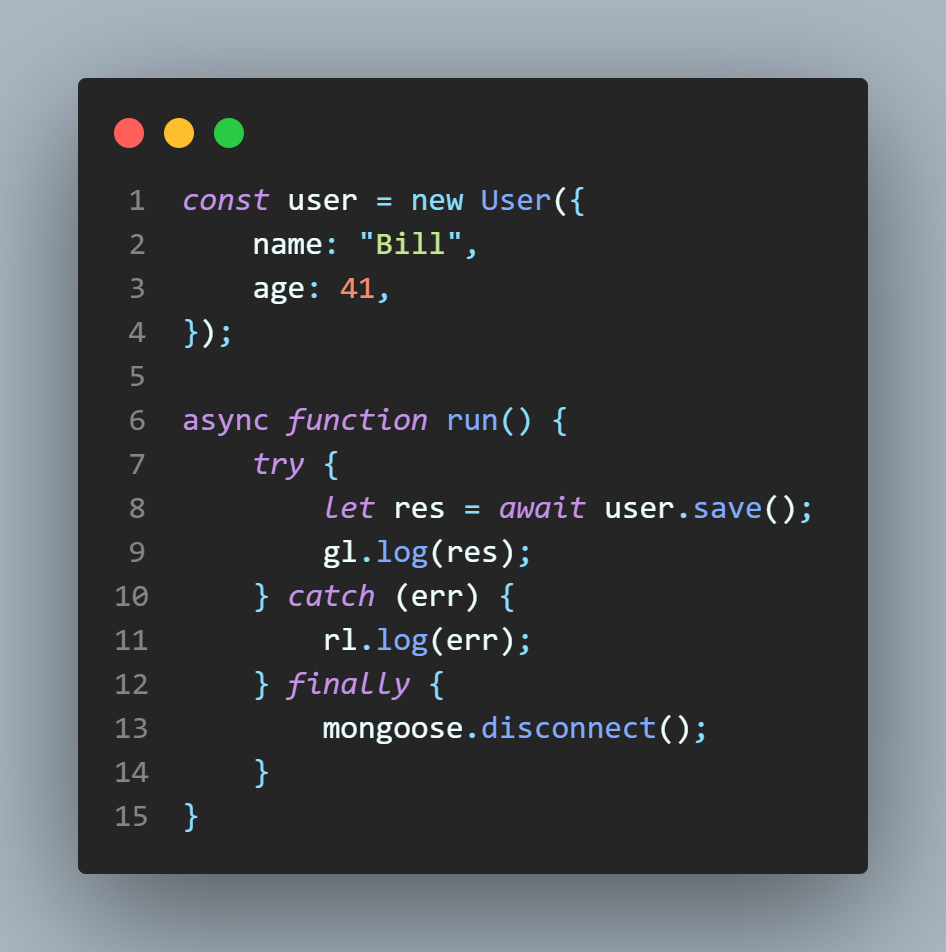 1 const user = new User({
2     name: "Bill",
3     age: 41,
4 });
5
6 async function run() {
7     try {
8         let res = await user.save();
9         gl.log(res);
10     } catch (err) {
11         rl.log(err);
12     } finally {
13         mongoose.disconnect();
14     }
15 }